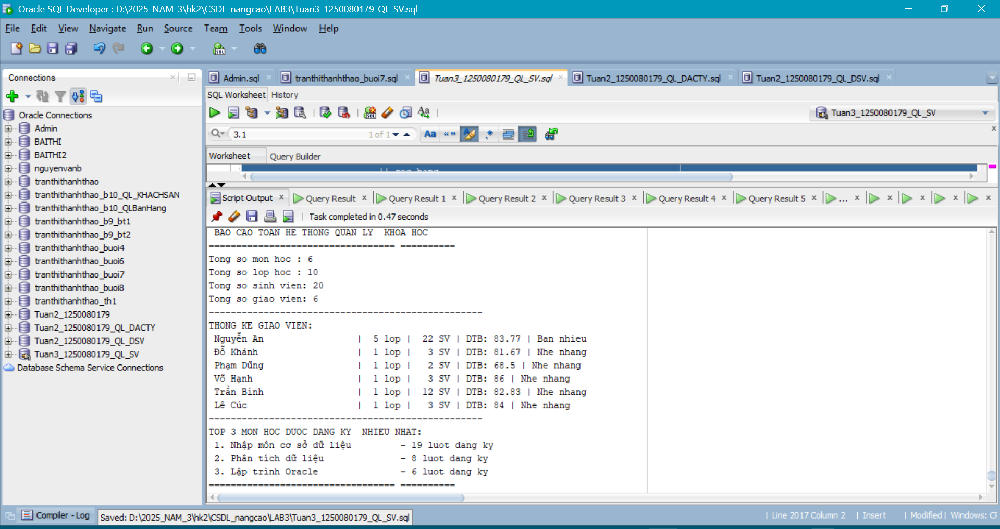 Oracle SQL Developer : D:\2025_NAM_3\hk2\CSDL_nangcao\LAB3\Tuan3_1250080179_QL_SV.sql
File Edit View Navigate Run Source Team Tools Window Help
Connections
Admin.sql
tranthithanhthao_buoi7.sql
Tuan3_1250080179_QL_SV.sql
Tuan2_1250080179_QL_DACTY.sql
Tuan2_1250080179_QL_DSV.sql
SQL Worksheet History
Tuan3_1250080179_QL_SV
3.1
1 of 1
Aa
Worksheet Query Builder
Oracle Connections
Admin
BAITHI
BAITHI2
nguyenvanb
tranthithanhthao
tranthithanhthao_b10_QL_KHACHSAN
tranthithanhthao_b10_QLBanHang
tranthithanhthao_b9_bt1
tranthithanhthao_b9_bt2
tranthithanhthao_buoi4
tranthithanhthao_buoi6
tranthithanhthao_buoi7
tranthithanhthao_buoi8
tranthithanhthao_th1
Tuan2_1250080179
Tuan2_1250080179_QL_DACTY
Tuan2_1250080179_QL_DSV
Tuan3_1250080179_QL_SV
Database Schema Service Connections
Script Output
Query Result
Query Result 1
Query Result 2
Query Result 3
Query Result 4
Query Result 5
...
Task completed in 0.47 seconds
BAO CAO TOAN HE THONG QUAN LY  KHOA HOC
================================== ==========
Tong so mon hoc : 6
Tong so lop hoc : 10
Tong so sinh vien: 20
Tong so giao vien: 6
--------------------------------------------------
THONG KE GIAO VIEN:
Nguyễn An | 5 lop | 22 SV | DTB: 83.77 | Ban nhieu
Đỗ Khánh | 1 lop | 3 SV | DTB: 81.67 | Nhe nhang
Phạm Dũng | 1 lop | 2 SV | DTB: 68.5 | Nhe nhang
Võ Hạnh | 1 lop | 3 SV | DTB: 86 | Nhe nhang
Trần Bình | 1 lop | 12 SV | DTB: 82.83 | Nhe nhang
Lê Cúc | 1 lop | 3 SV | DTB: 84 | Nhe nhang
--------------------------------------------------
TOP 3 MON HOC DUOC DANG KY  NHIEU NHAT:
1. Nhập môn cơ sở dữ liệu - 19 luot dang ky
2. Phân tích dữ liệu - 8 luot dang ky
3. Lập trình Oracle - 6 luot dang ky
================================== ==========
Compiler - Log
Saved: D:\2025_NAM_3\hk2\CSDL_nangcao\LAB3\Tuan3_1250080179_QL_SV.sql
| Line 2017 Column 2 | Insert | Modified | Windows: